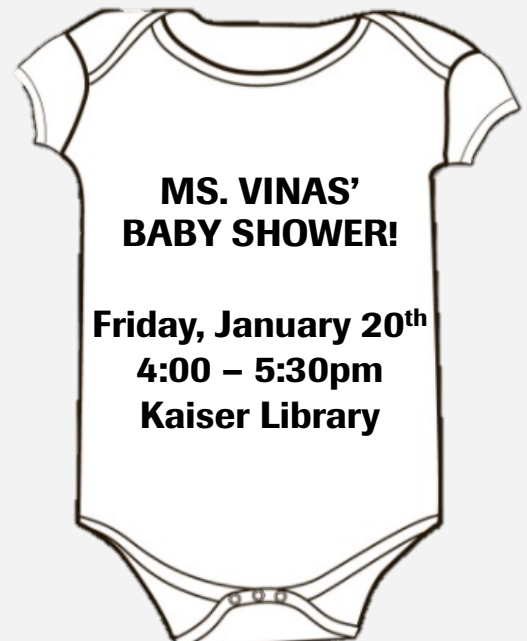 MS. VINAS’
BABY SHOWER!
Friday, January 20th
4:00 – 5:30pm
Kaiser Library